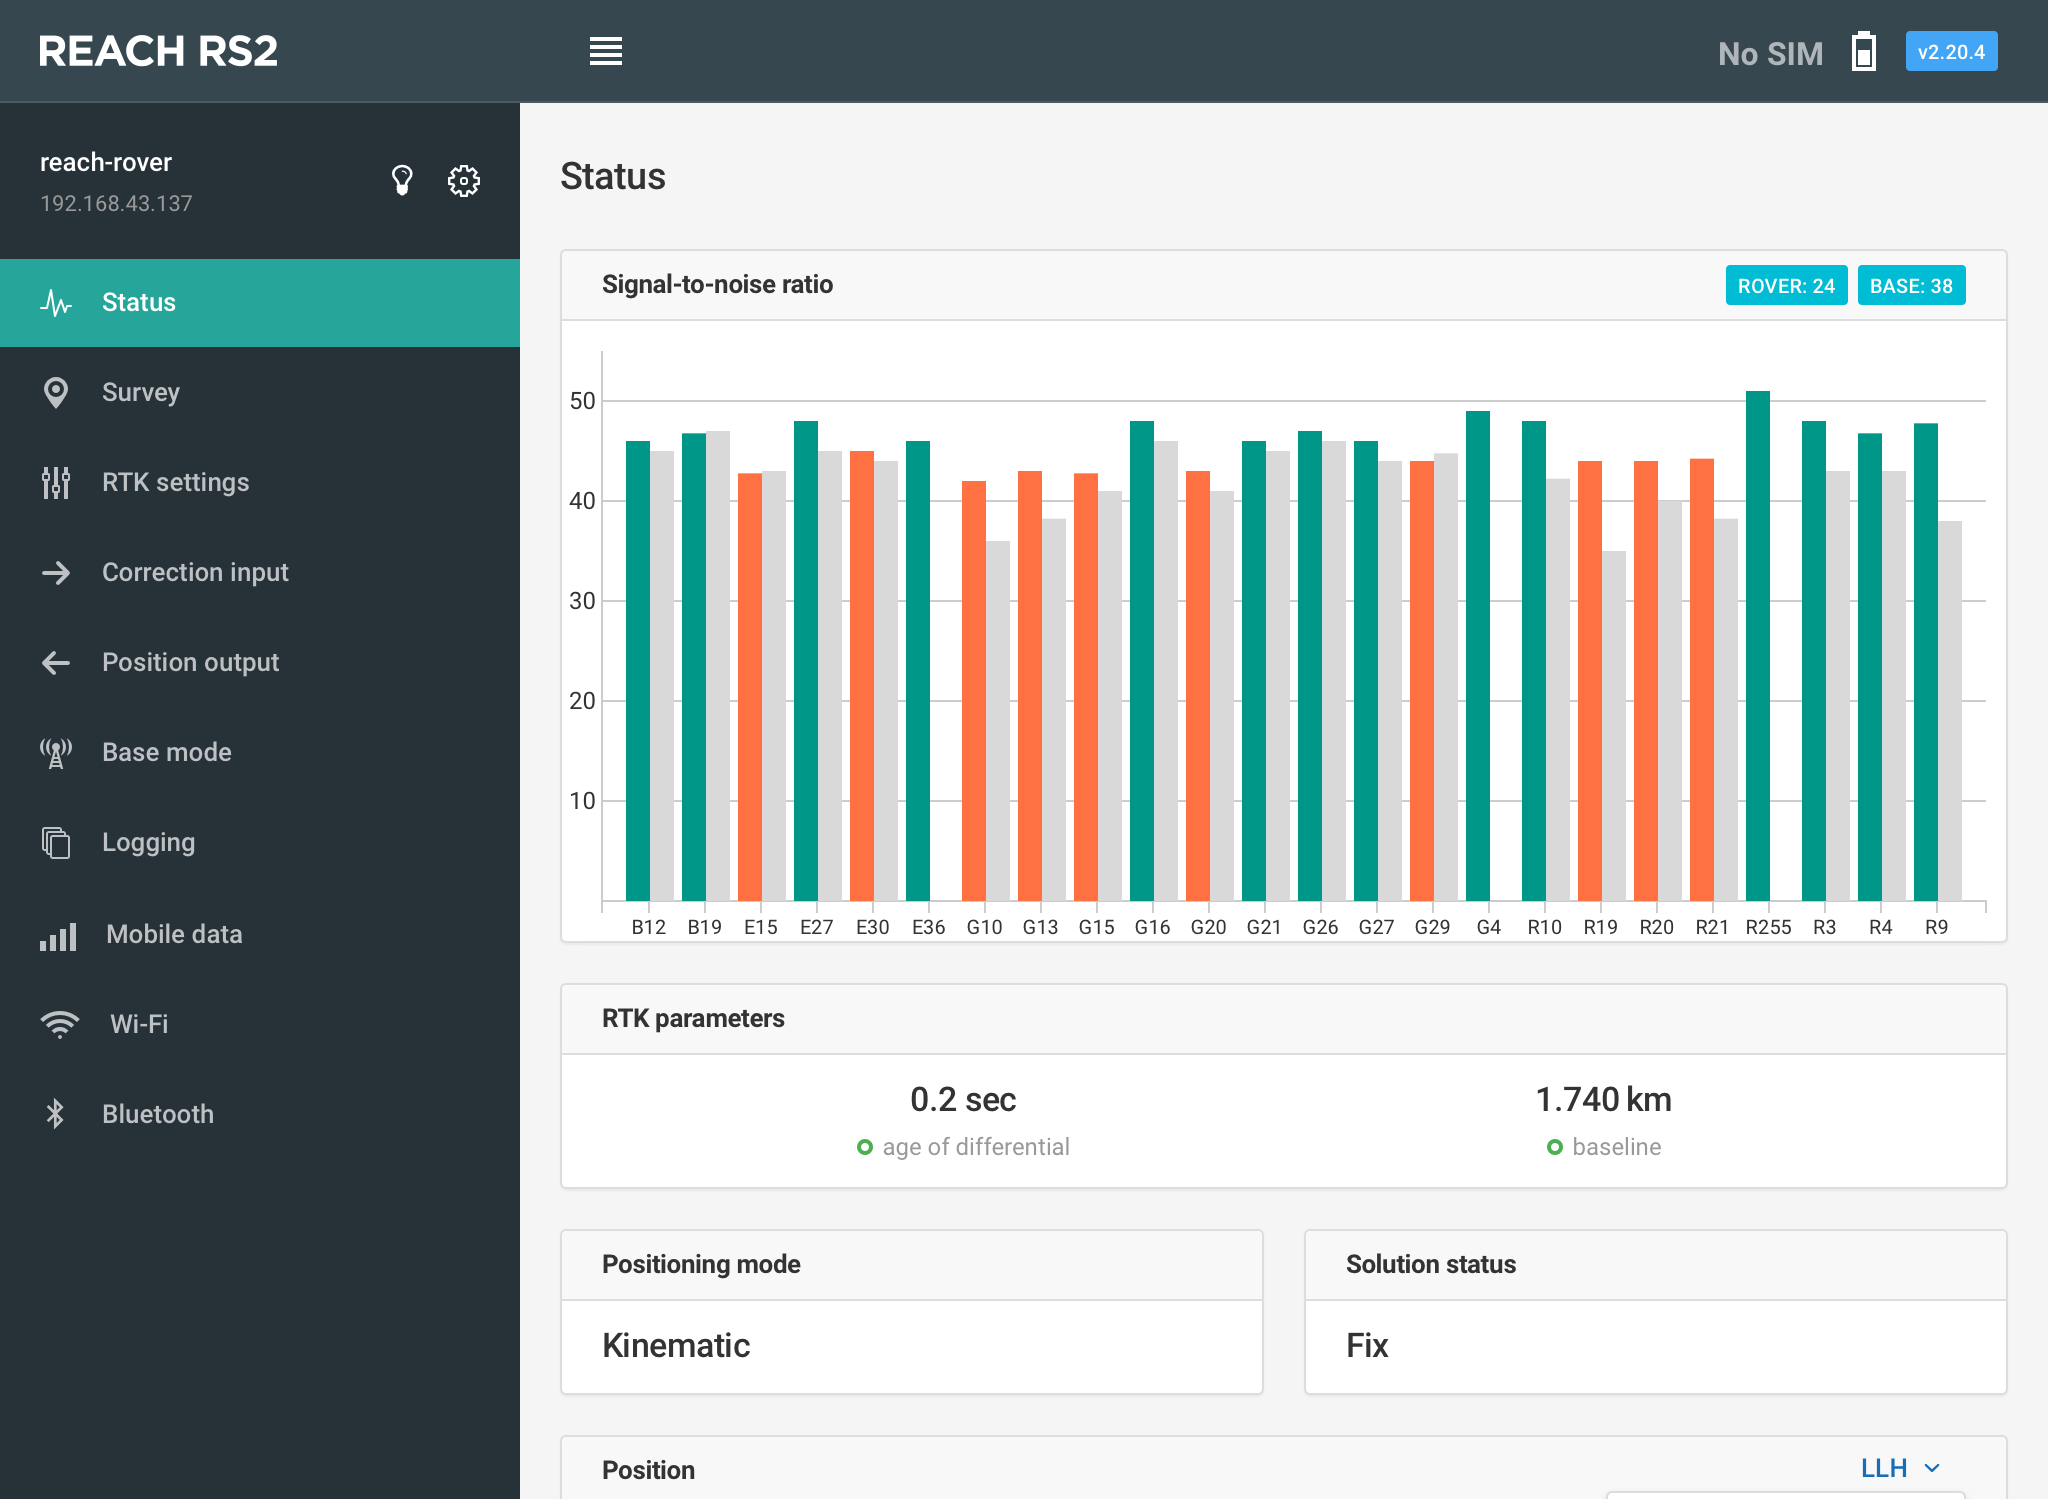 REACH RS2
No SIM
v2.20.4
reach-rover
192.168.43.137
Status
Survey
RTK settings
Correction input
Position output
Base mode
Logging
Mobile data
Wi-Fi
Bluetooth
Status
Signal-to-noise ratio
ROVER: 24 BASE: 38
50
40
30
20
10
B12 B19 E15 E27 E30 E36 G10 G13 G15 G16 G20 G21 G26 G27 G29 G4 R10 R19 R20 R21 R255 R3 R4 R9
RTK parameters
0.2 sec
age of differential
1.740 km
baseline
Positioning mode
Kinematic
Solution status
Fix
Position
LLH